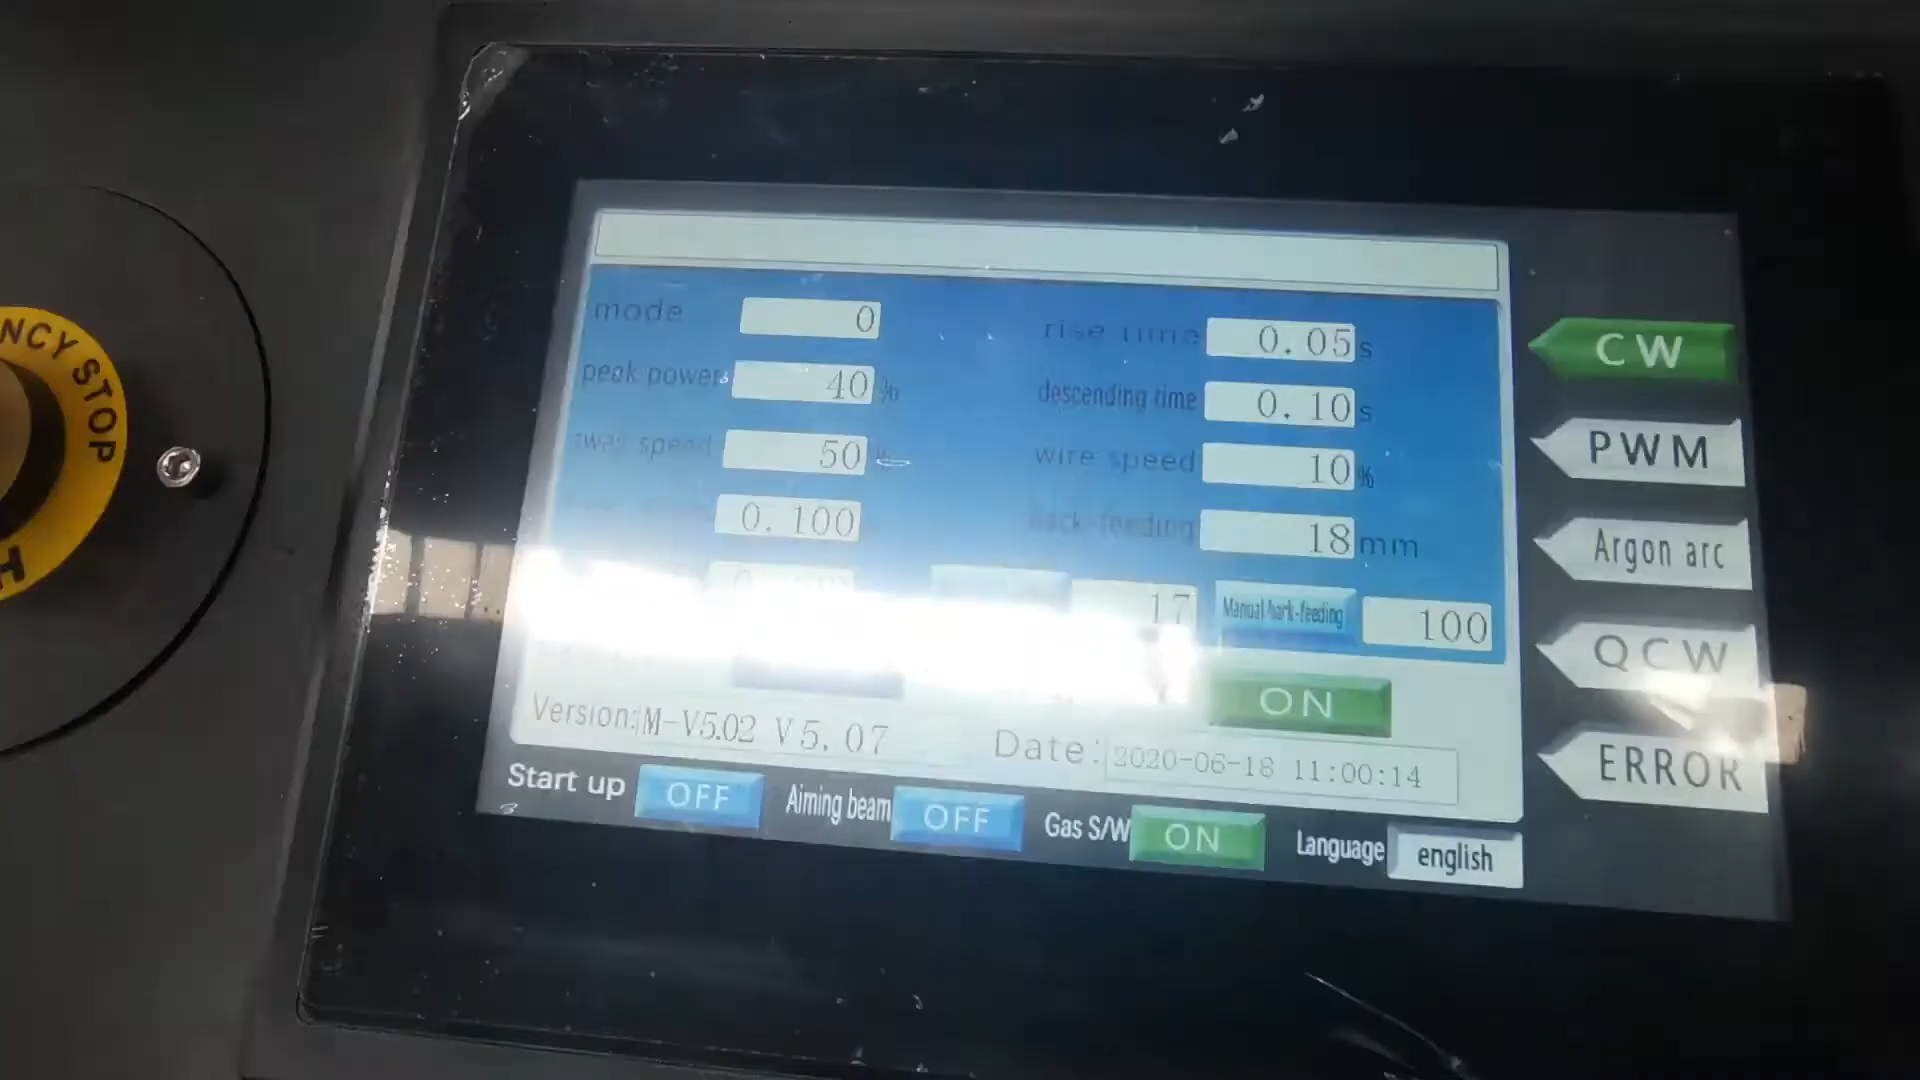 mode 0
rise time 0.05 s
CW
peak power 40 %
descending time 0.10 s
PWM
sway speed 50
wire speed 10 %
0.100
back-feeding 18 mm
Argon arc
17
Manual back-feeding 100
QCW
ON
Version: M-V5.02 V5.07
Date: 2020-06-18 11:00:14
ERROR
Start up OFF
Aiming beam OFF
Gas S/W ON
Language english
NCY STOP